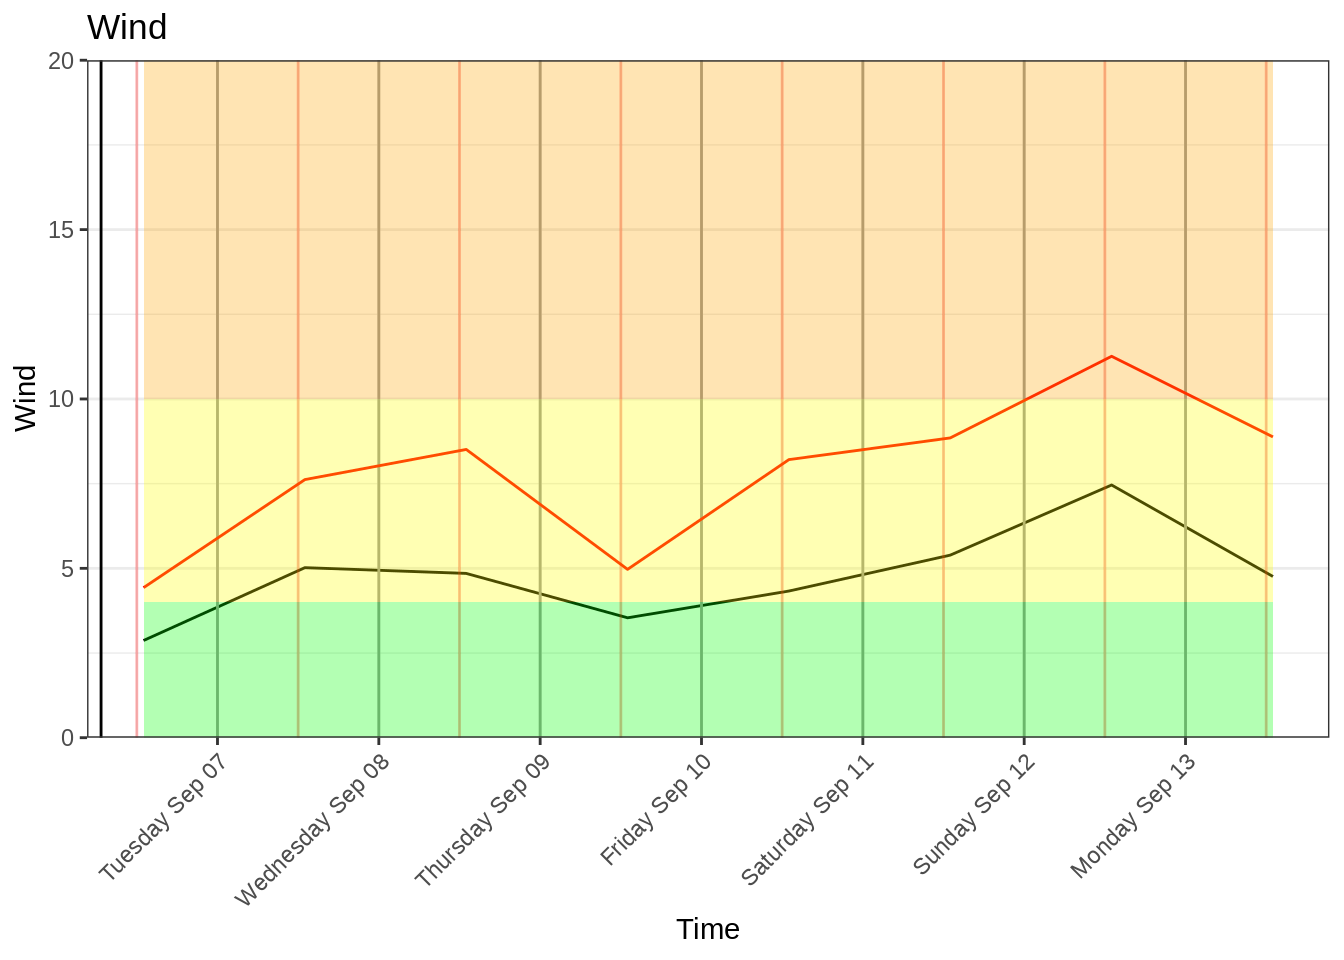 Wind
20
15
10
5
0
Wind
Tuesday Sep 07
Wednesday Sep 08
Thursday Sep 09
Friday Sep 10
Saturday Sep 11
Sunday Sep 12
Monday Sep 13
Time